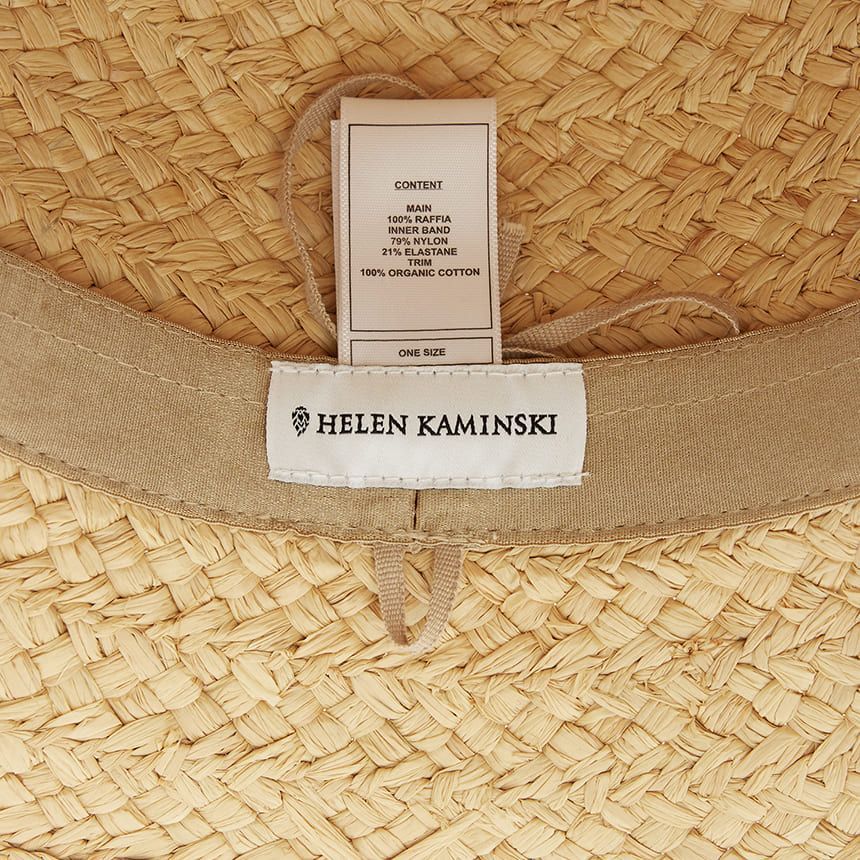 CONTENT
MAIN
100% RAFFIA
INNER BAND
79% NYLON
21% ELASTANE
TRIM
100% ORGANIC COTTON
ONE SIZE
HELEN KAMINSKI